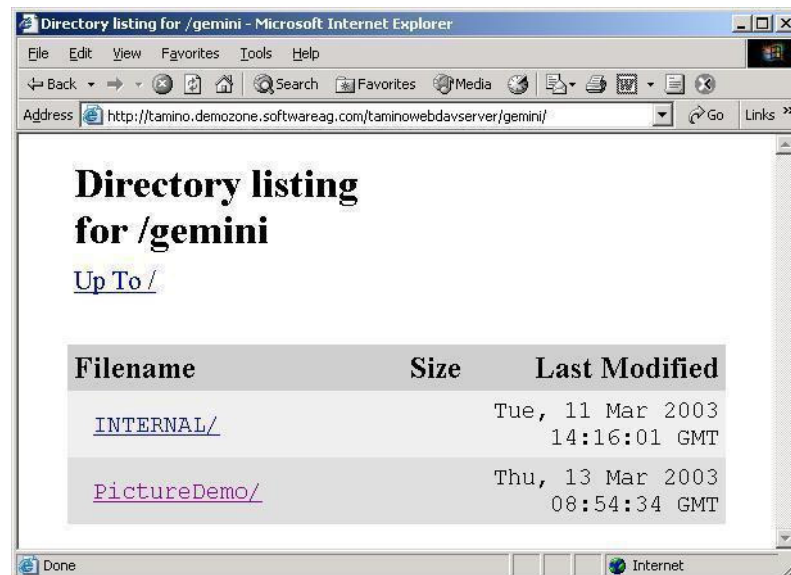 Directory listing for /gemini - Microsoft Internet Explorer
File Edit View Favorites Tools Help
Back Search Favorites Media
Address http://tamino.demozone.softwareag.com/taminowebdavserver/gemini/ Go Links »
Directory listing
for /gemini
Up To /
Filename Size Last Modified
INTERNAL/ Tue, 11 Mar 2003
14:16:01 GMT
PictureDemo/ Thu, 13 Mar 2003
08:54:34 GMT
Done Internet